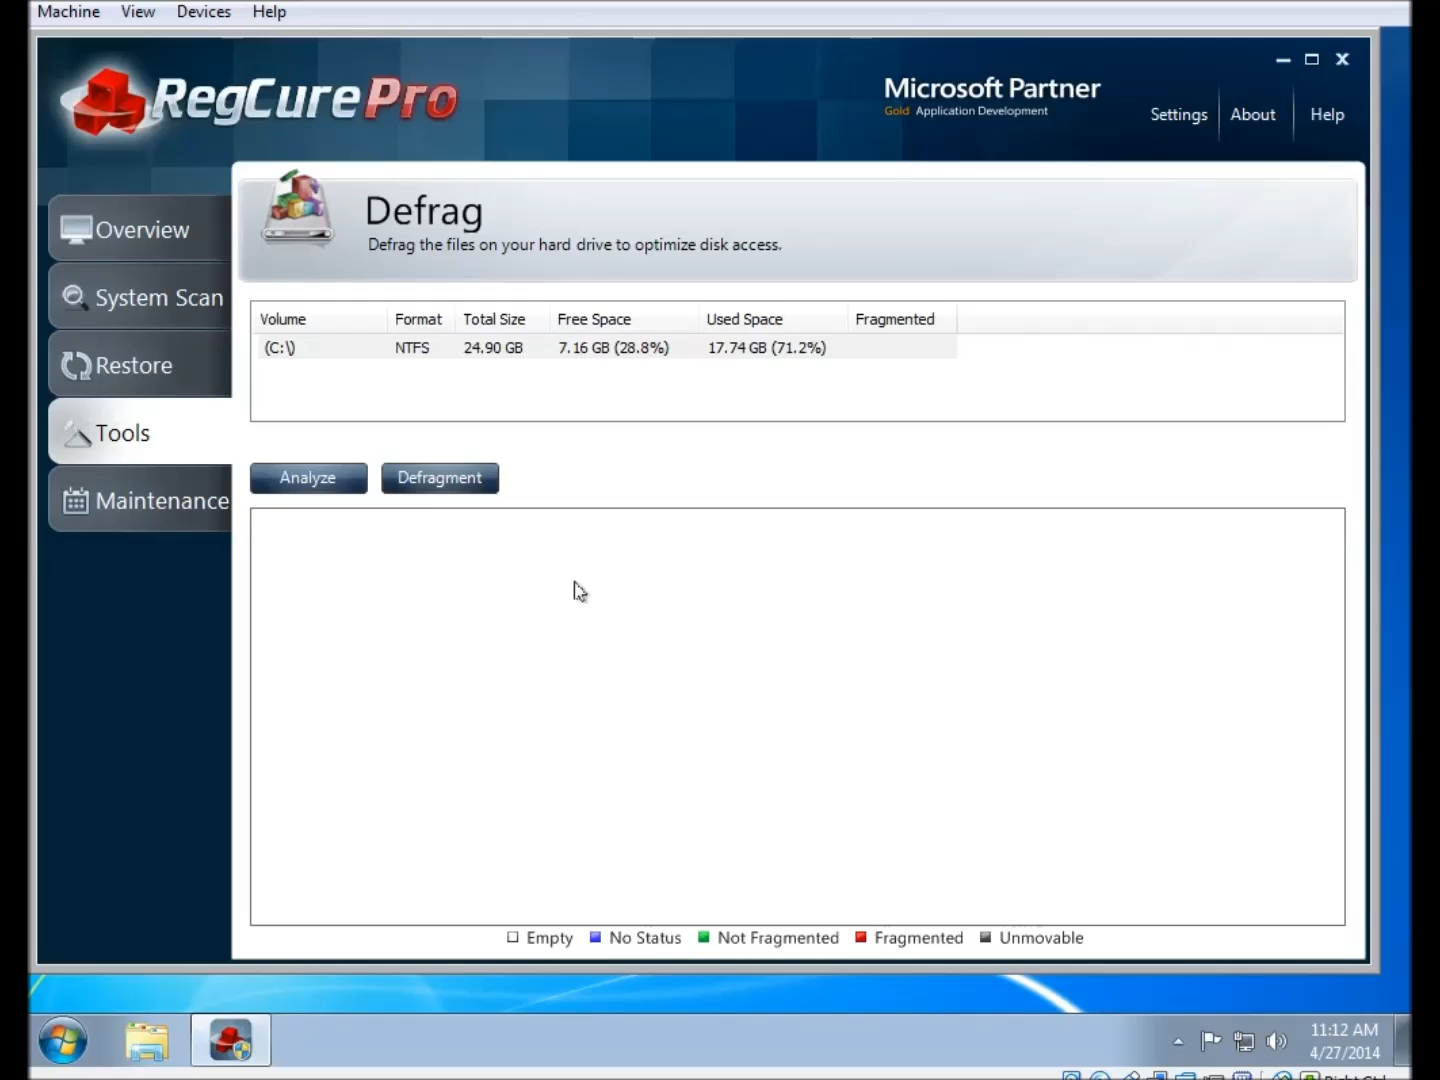 Machine View Devices Help
RegCure Pro
Microsoft Partner
Gold Application Development
Settings About Help
Overview
System Scan
Restore
Tools
Maintenance
Defrag
Defrag the files on your hard drive to optimize disk access.
Volume Format Total Size Free Space Used Space Fragmented
(C:\) NTFS 24.90 GB 7.16 GB (28.8%) 17.74 GB (71.2%)
Analyze Defragment
Empty No Status Not Fragmented Fragmented Unmovable
11:12 AM
4/27/2014
Right Ctrl